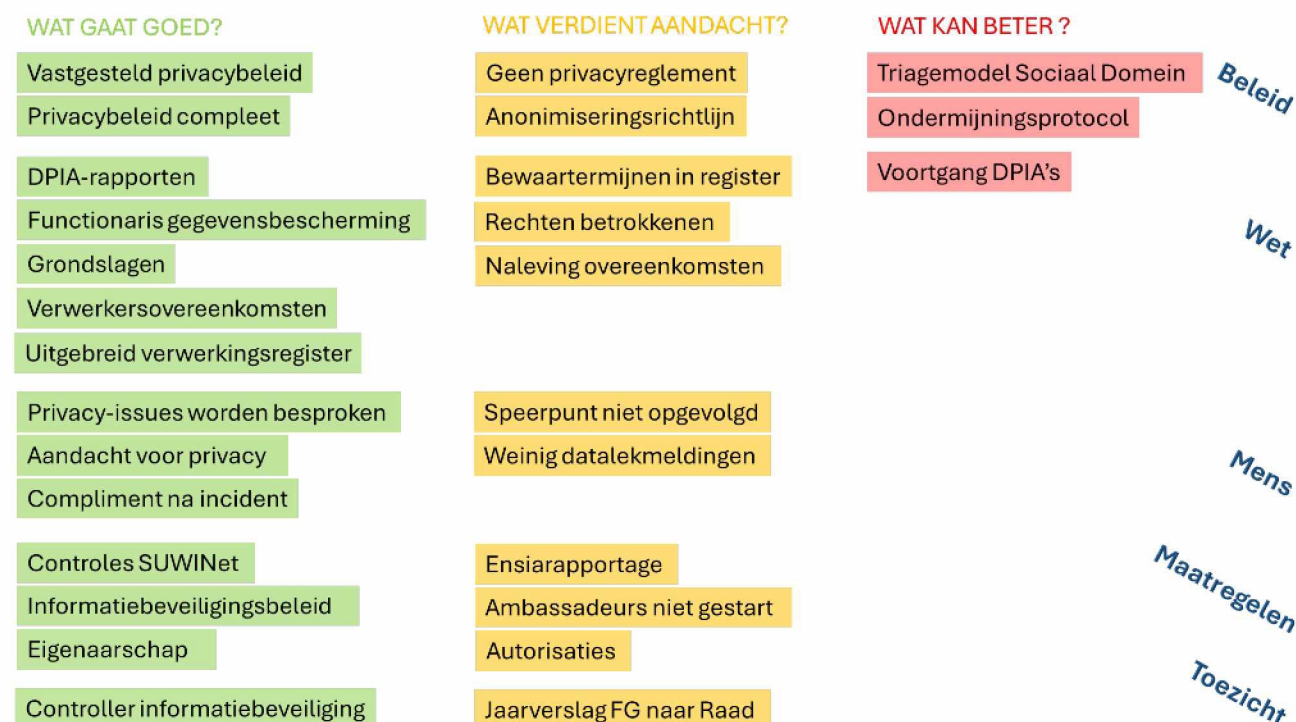 WAT GAAT GOED?
WAT VERDIENT AANDACHT?
WAT KAN BETER ?
Vastgesteld privacybeleid
Geen privacyreglement
Triagemodel Sociaal Domein
Beleid
Privacybeleid compleet
Anonimiseringsrichtlijn
Ondermijningsprotocol
DPIA-rapporten
Bewaartermijnen in register
Voortgang DPIA's
Functionaris gegevensbescherming
Rechten betrokkenen
Wet
Grondslagen
Naleving overeenkomsten
Verwerkersovereenkomsten
Uitgebreid verwerkingsregister
Privacy-issues worden besproken
Speerpunt niet opgevolgd
Aandacht voor privacy
Weinig datalekmeldingen
Mens
Compliment na incident
Controles SUWINet
Ensiarapportage
Maatregelen
Informatiebeveiligingsbeleid
Ambassadeurs niet gestart
Eigenaarschap
Autorisaties
Toezicht
Controller informatiebeveiliging
Jaarverslag FG naar Raad